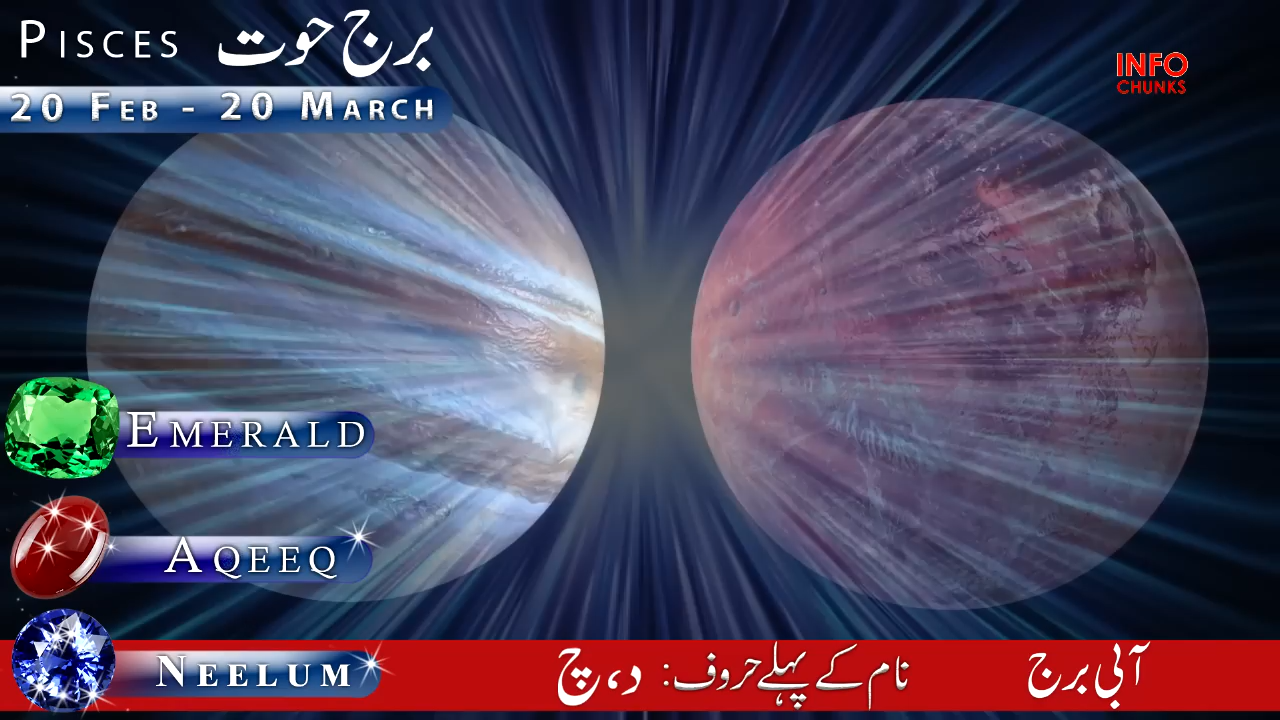 PISCES برج حوت
20 FEB - 20 MARCH
INFO
CHUNKS
EMERALD
AQEEQ
NEELUM
آبی برج
نام کے پہلے حروف: د، چ